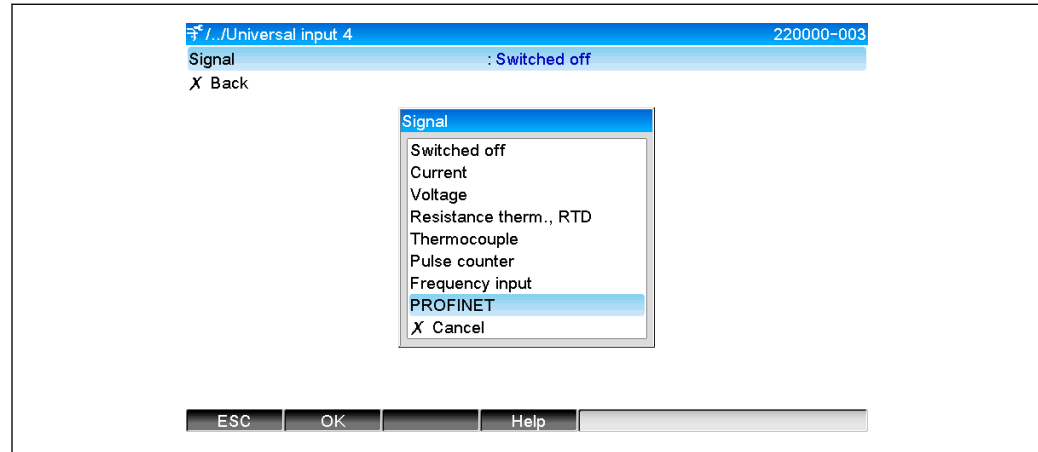 /../Universal input 4 220000-003
Signal : Switched off
X Back
Signal
Switched off
Current
Voltage
Resistance therm., RTD
Thermocouple
Pulse counter
Frequency input
PROFINET
X Cancel
ESC OK Help